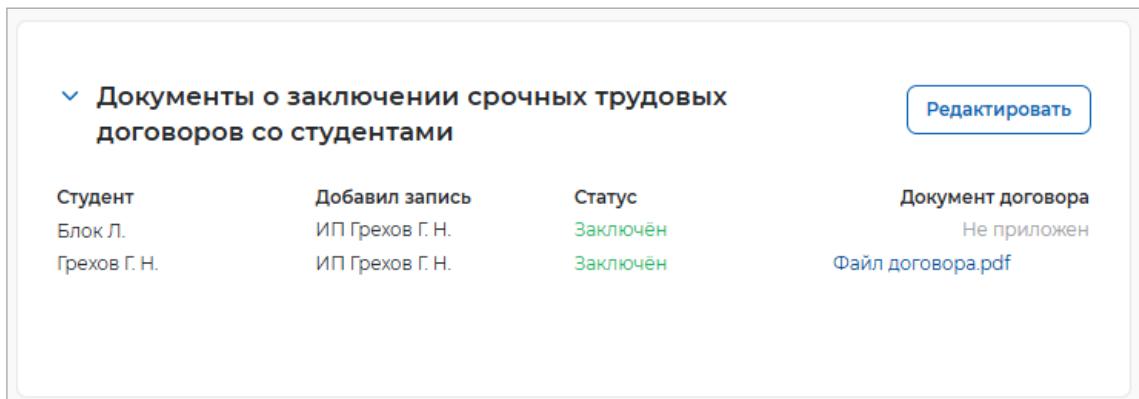 Документы о заключении срочных трудовых
договоров со студентами
Редактировать
Студент Добавил запись Статус Документ договора
Блок Л. ИП Грехов Г. Н. Заключён Не приложен
Грехов Г. Н. ИП Грехов Г. Н. Заключён Файл договора.pdf